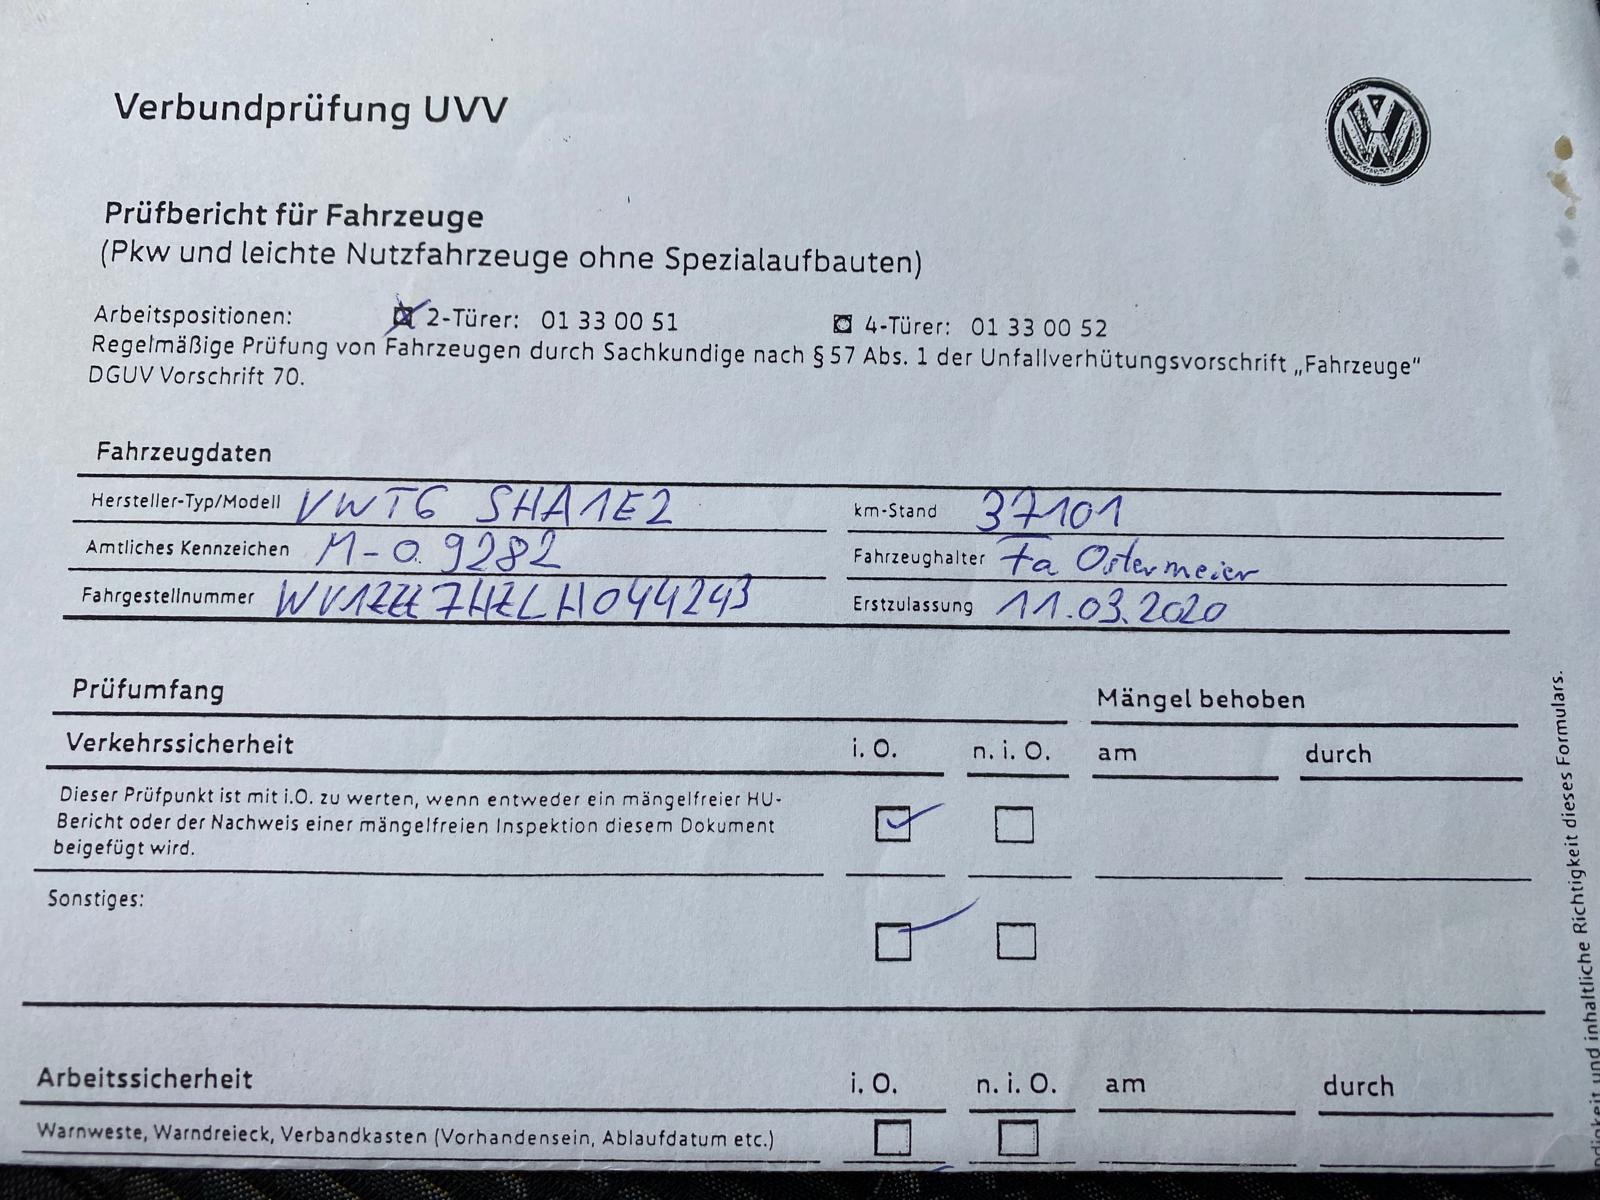 Verbundprüfung UVV
Prüfbericht für Fahrzeuge
(Pkw und leichte Nutzfahrzeuge ohne Spezialaufbauten)
Arbeitspositionen: 2-Türer: 01 33 00 51 4-Türer: 01 33 00 52
Regelmäßige Prüfung von Fahrzeugen durch Sachkundige nach § 57 Abs. 1 der Unfallverhütungsvorschrift „Fahrzeuge“
DGUV Vorschrift 70.
Fahrzeugdaten
Hersteller-Typ/Modell VWT6 SHA1E2 km-Stand 37101
Amtliches Kennzeichen M-O. 9282 Fahrzeughalter Fa Ostermeier
Fahrgestellnummer WV1ZZZ7HZLH044243 Erstzulassung 11.03.2020
Prüfumfang Mängel behoben
Verkehrssicherheit i. O. n. i. O. am durch
Dieser Prüfpunkt ist mit i.O. zu werten, wenn entweder ein mängelfreier HU-
Bericht oder der Nachweis einer mängelfreien Inspektion diesem Dokument
beigefügt wird.
Sonstiges:
Arbeitssicherheit i. O. n. i. O. am durch
Warnweste, Warndreieck, Verbandkasten (Vorhandensein, Ablaufdatum etc.)
und inhaltliche Richtigkeit dieses Formulars.